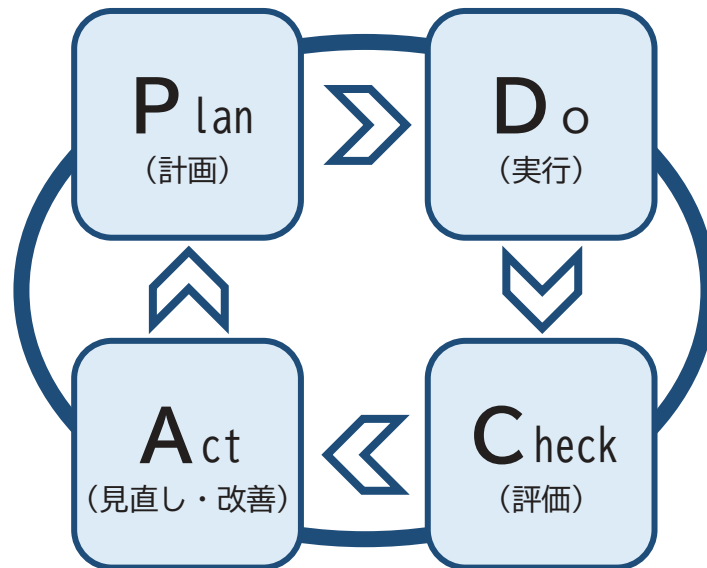 Plan
（計画）
Do
（実行）
Act
（見直し・改善）
Check
（評価）